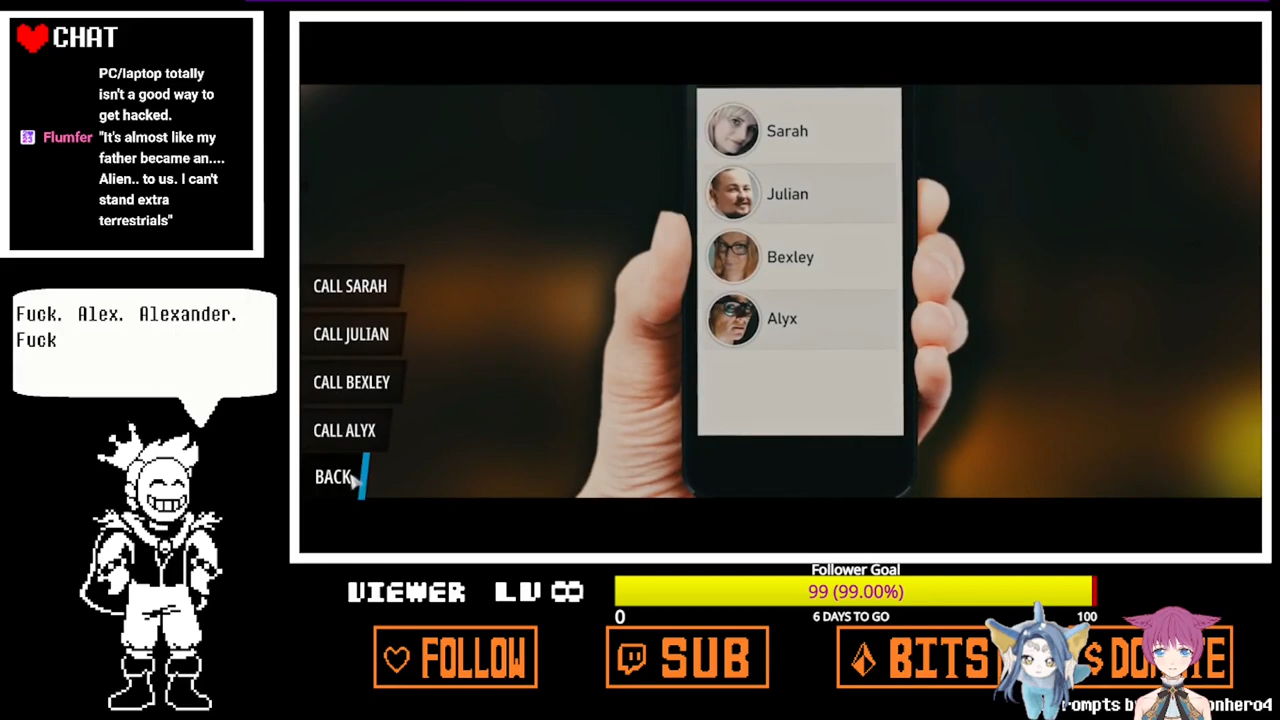 CHAT
PC/laptop totally
isn't a good way to
get hacked.
Flumfer "It's almost like my
father became an....
Alien.. to us. I can't
stand extra
terrestrials"
Fuck. Alex. Alexander.
Fuck
Sarah
Julian
Bexley
Alyx
CALL SARAH
CALL JULIAN
CALL BEXLEY
CALL ALYX
BACK
VIEWER LV ∞
Follower Goal
99 (99.00%)
0
6 DAYS TO GO
100
FOLLOW
SUB
BITS